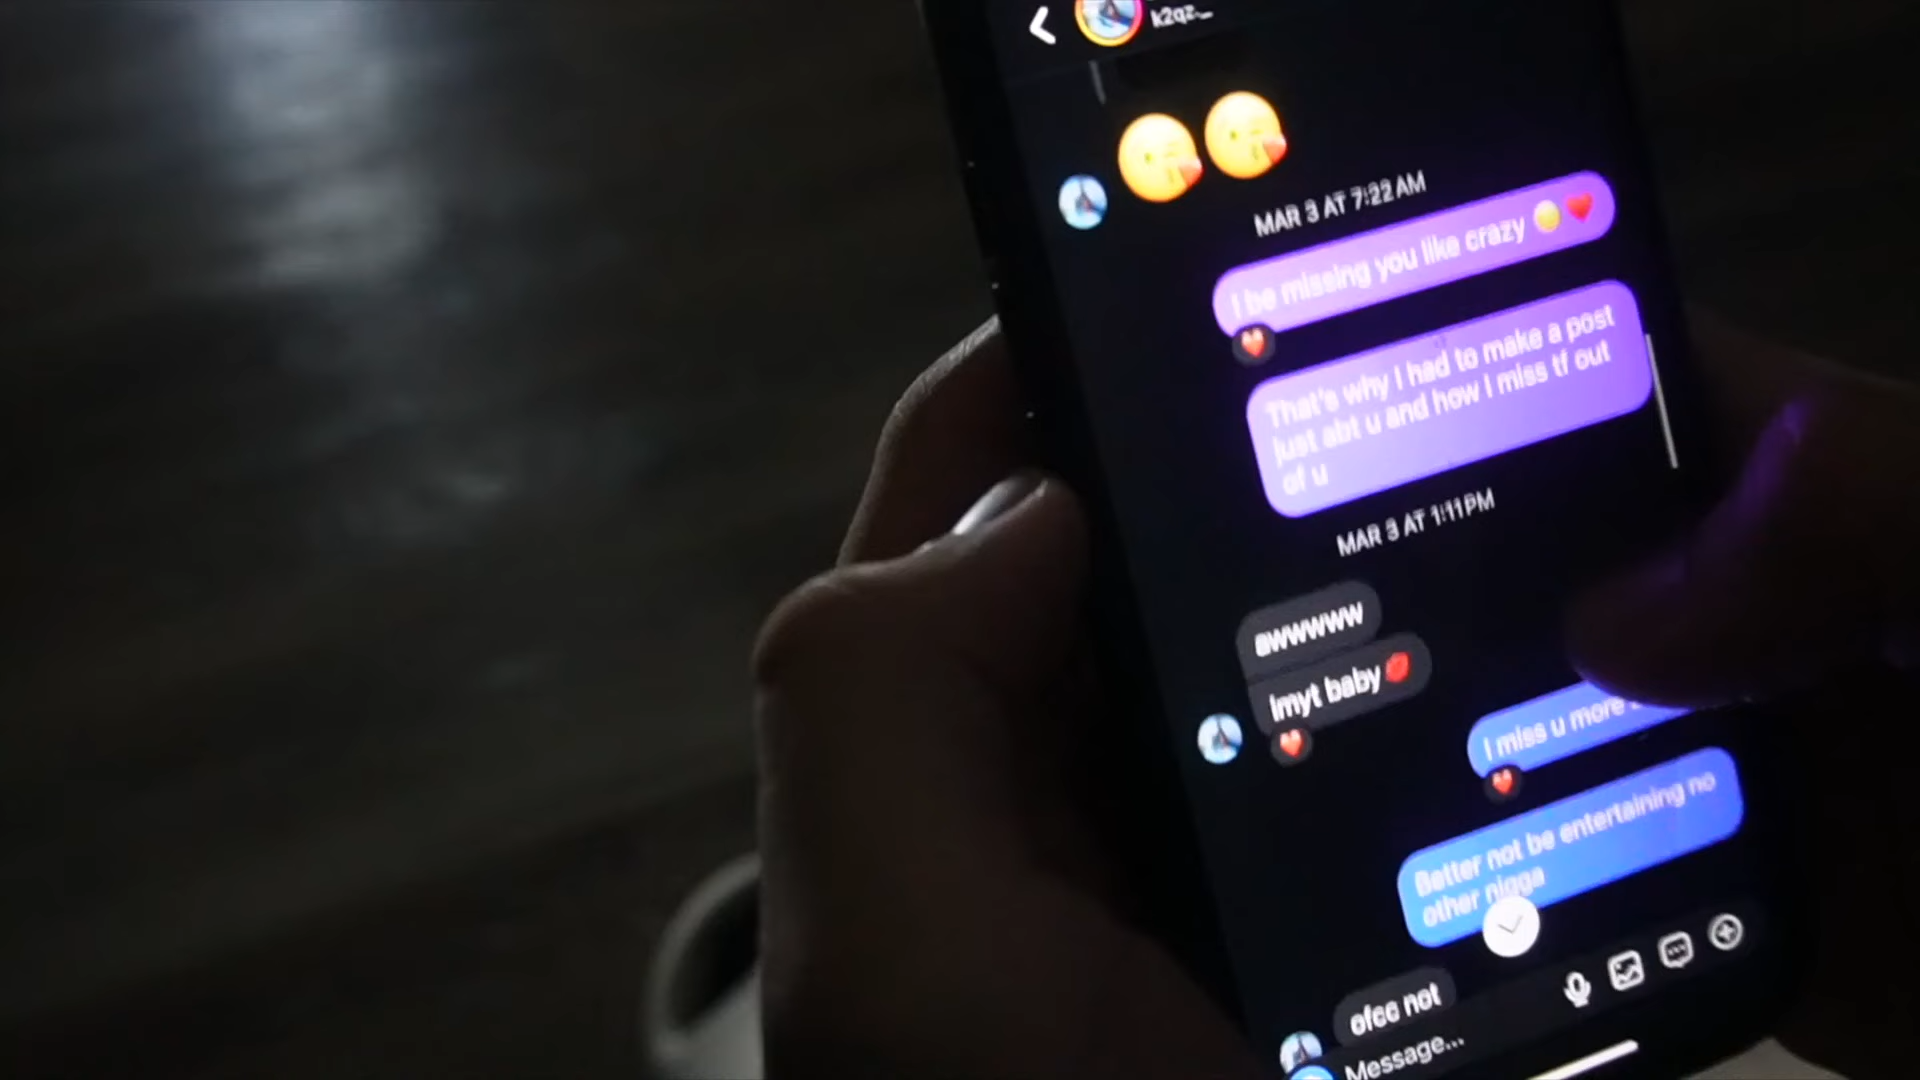 k2qz._
MAR 3 AT 7:22 AM
I be missing you like crazy
That's why I had to make a post
just abt u and how I miss tf out
of u
MAR 3 AT 1:11 PM
awwwww
Imyt baby
I miss u more
Better not be entertaining no
other nigga
ofcc not
Message...